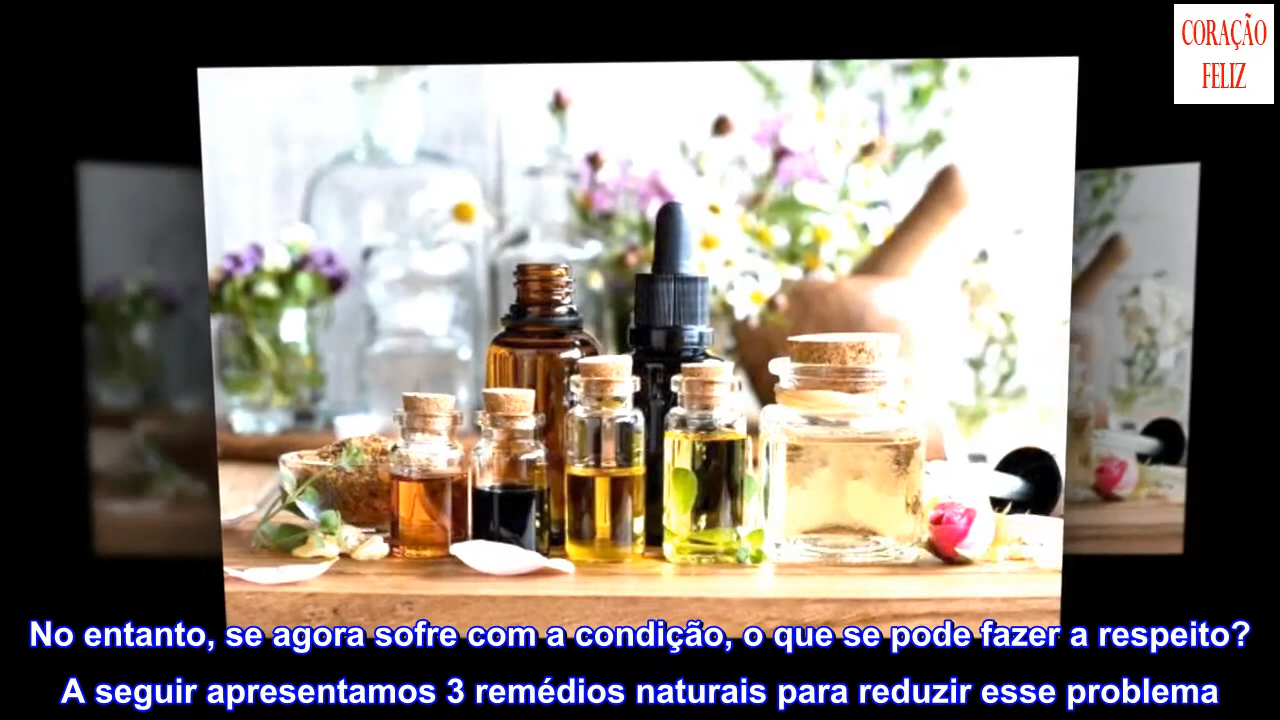 CORAÇÃO
FELIZ
No entanto, se agora sofre com a condição, o que se pode fazer a respeito?
A seguir apresentamos 3 remédios naturais para reduzir esse problema